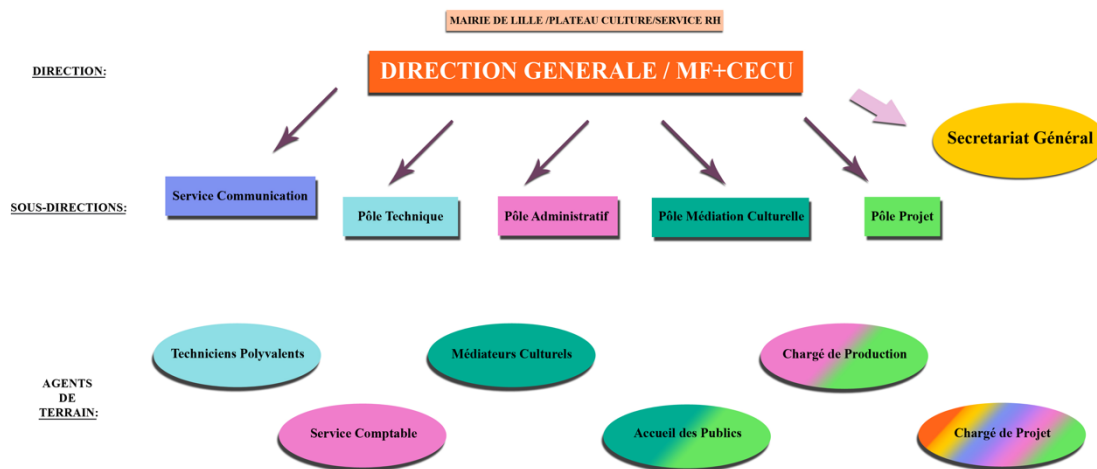 MAIRIE DE LILLE /PLATEAU CULTURE/SERVICE RH
DIRECTION:
DIRECTION GENERALE / MF+CECU
Secretariat Général
SOUS-DIRECTIONS:
Service Communication
Pôle Technique
Pôle Administratif
Pôle Médiation Culturelle
Pôle Projet
AGENTS
DE
TERRAIN:
Techniciens Polyvalents
Médiateurs Culturels
Chargé de Production
Service Comptable
Accueil des Publics
Chargé de Projet